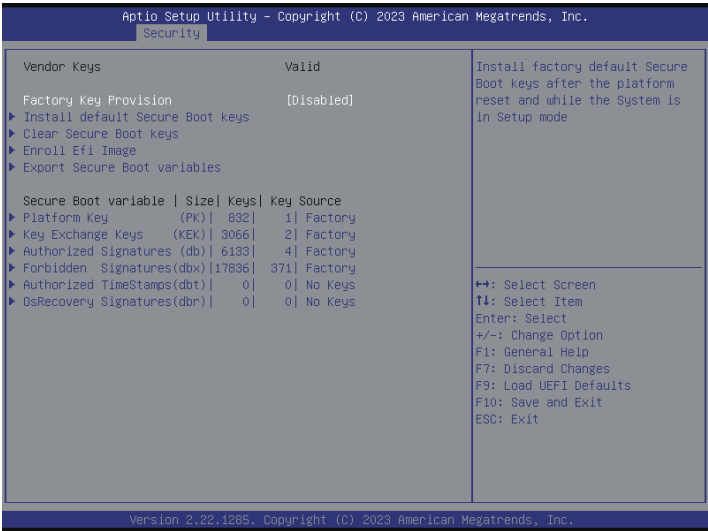 Aptio Setup Utility – Copyright (C) 2023 American Megatrends, Inc.
Security
Vendor Keys Valid
Factory Key Provision [Disabled]
Install default Secure Boot keys
Clear Secure Boot keys
Enroll Efi Image
Export Secure Boot variables
Secure Boot variable | Size| Keys| Key Source
Platform Key (PK)| 832| 1| Factory
Key Exchange Keys (KEK)| 3066| 2| Factory
Authorized Signatures (db)| 6133| 4| Factory
Forbidden Signatures(dbx)|17836| 371| Factory
Authorized TimeStamps(dbt)| 0| 0| No Keys
OsRecovery Signatures(dbr)| 0| 0| No Keys
Install factory default Secure
Boot keys after the platform
reset and while the System is
in Setup mode
↔: Select Screen
↑↓: Select Item
Enter: Select
+/-: Change Option
F1: General Help
F7: Discard Changes
F9: Load UEFI Defaults
F10: Save and Exit
ESC: Exit
Version 2.22.1285. Copyright (C) 2023 American Megatrends, Inc.